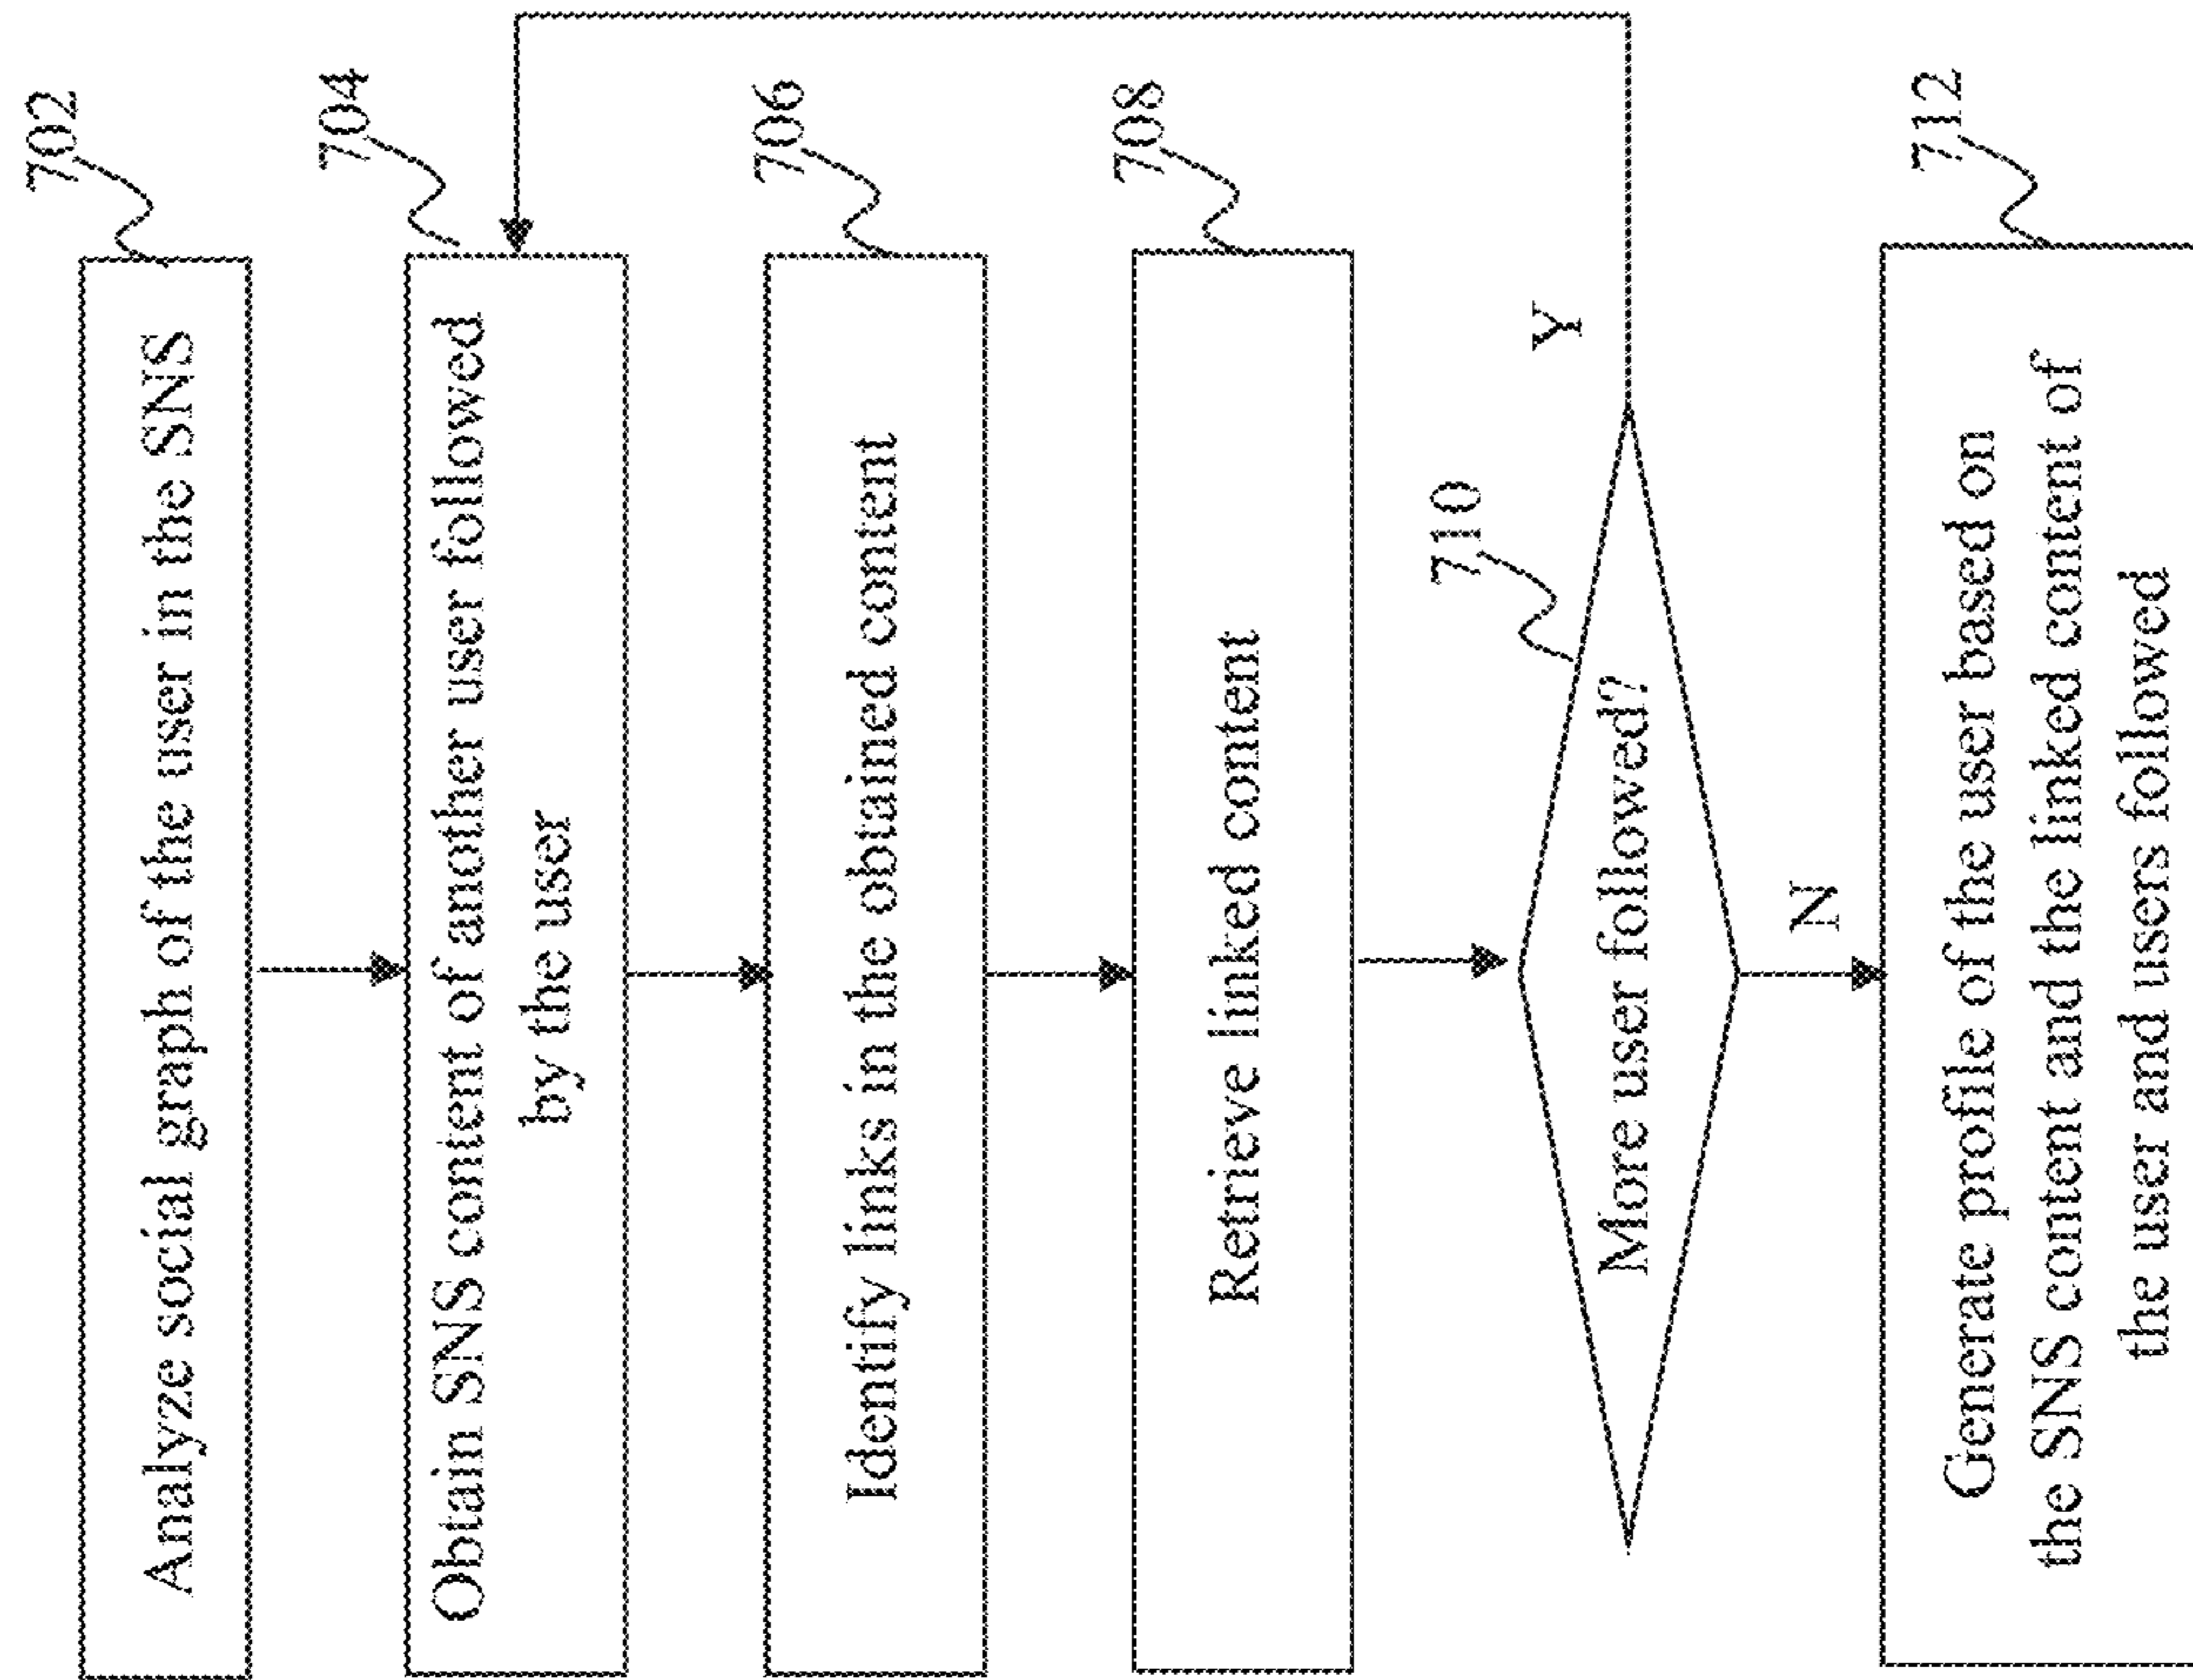 702
Analyze social graph of the user in the SNS
704
Obtain SNS content of another user followed
by the user
706
Identify links in the obtained content
708
Retrieve linked content
710
More user followed?
Y
N
712
Generate profile of the user based on
the SNS content and the linked content of
the user and users followed